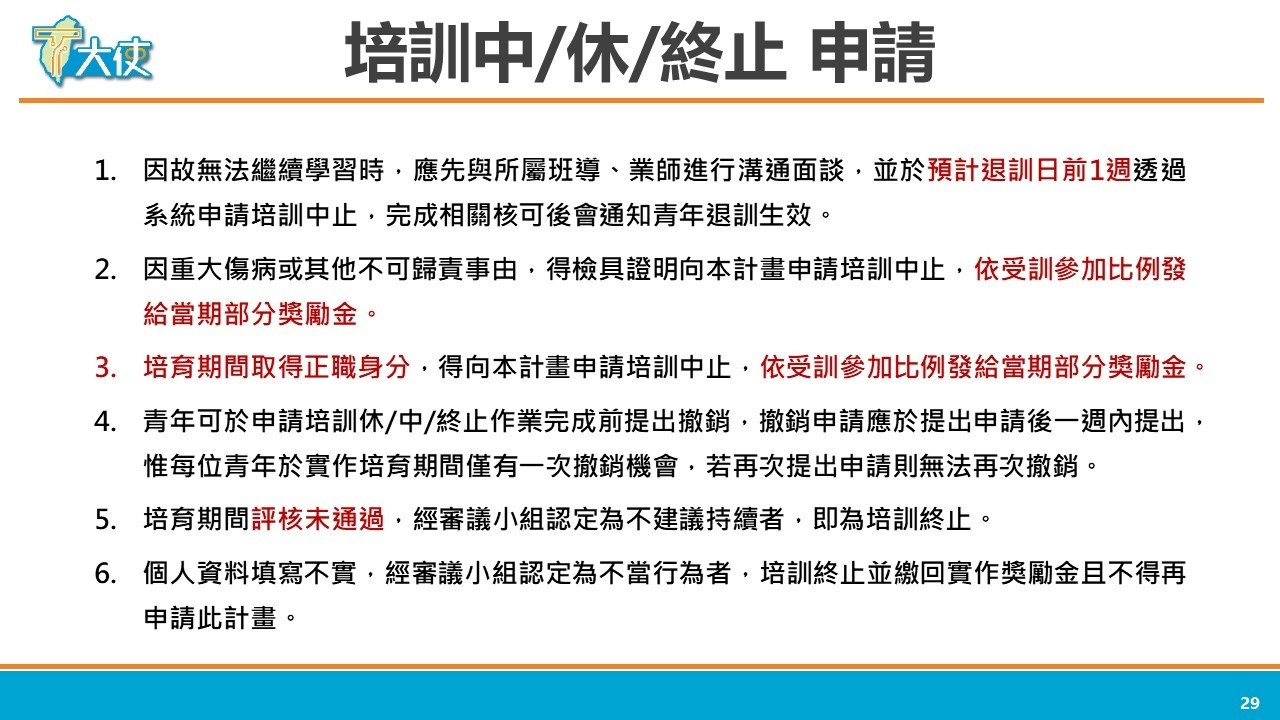 T大使
培訓中/休/終止 申請
1. 因故無法繼續學習時，應先與所屬班導、業師進行溝通面談，並於預計退訓日前1週透過
系統申請培訓中止，完成相關核可後會通知青年退訓生效。
2. 因重大傷病或其他不可歸責事由，得檢具證明向本計畫申請培訓中止，依受訓參加比例發
給當期部分獎勵金。
3. 培育期間取得正職身分，得向本計畫申請培訓中止，依受訓參加比例發給當期部分獎勵金。
4. 青年可於申請培訓休/中/終止作業完成前提出撤銷，撤銷申請應於提出申請後一週內提出，
惟每位青年於實作培育期間僅有一次撤銷機會，若再次提出申請則無法再次撤銷。
5. 培育期間評核未通過，經審議小組認定為不建議持續者，即為培訓終止。
6. 個人資料填寫不實，經審議小組認定為不當行為者，培訓終止並繳回實作獎勵金且不得再
申請此計畫。
29